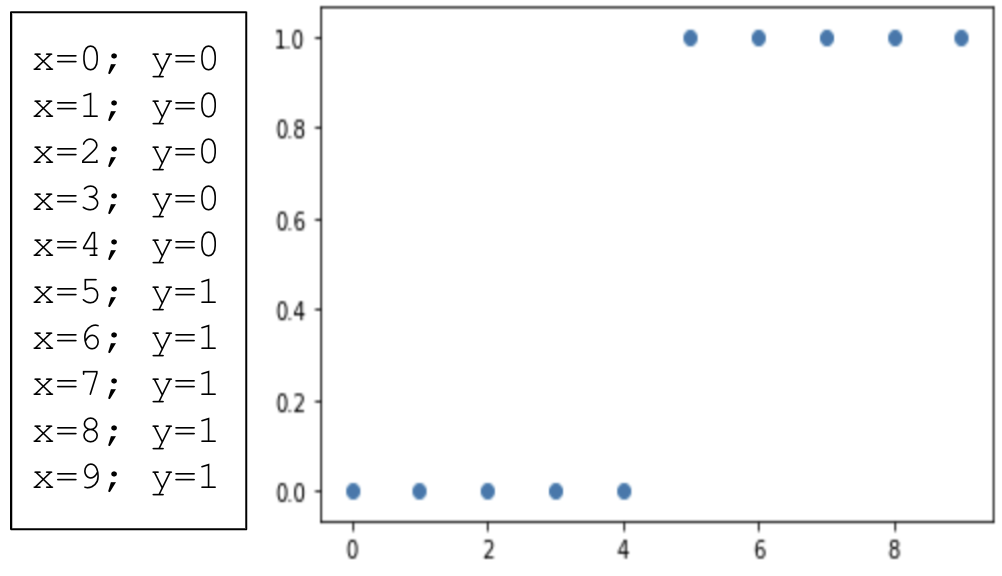 x=0; y=0
x=1; y=0
x=2; y=0
x=3; y=0
x=4; y=0
x=5; y=1
x=6; y=1
x=7; y=1
x=8; y=1
x=9; y=1
1.0
0.8
0.6
0.4
0.2
0.0
0 2 4 6 8